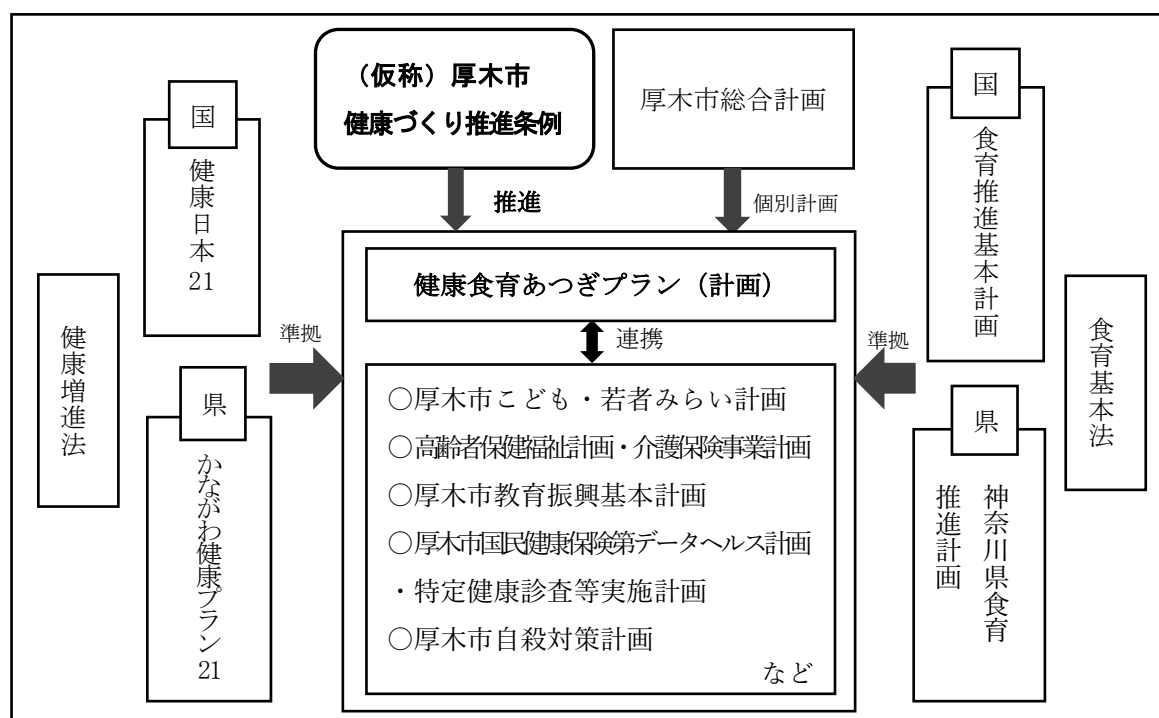 （仮称）厚木市
健康づくり推進条例
厚木市総合計画
推進
個別計画
国
健康日本21
健康増進法
県
かながわ健康プラン21
準拠
健康食育あつぎプラン（計画）
連携
○厚木市こども・若者みらい計画
○高齢者保健福祉計画・介護保険事業計画
○厚木市教育振興基本計画
○厚木市国民健康保険第データヘルス計画
・特定健康診査等実施計画
○厚木市自殺対策計画
など
準拠
国
食育推進基本計画
食育基本法
県
神奈川県食育
推進計画